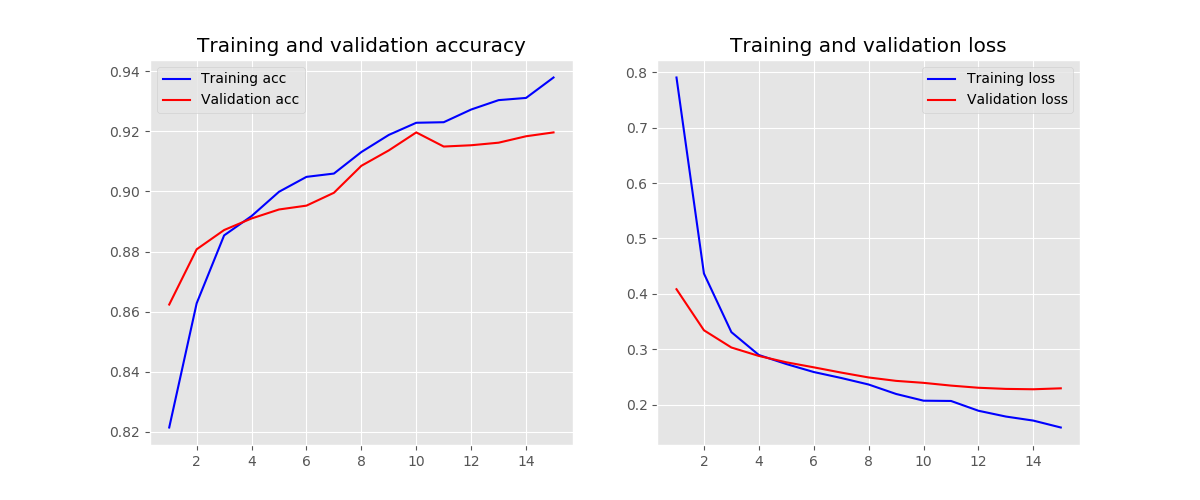 Training and validation accuracy
Training acc
Validation acc
0.94
0.92
0.90
0.88
0.86
0.84
0.82
2 4 6 8 10 12 14
Training and validation loss
Training loss
Validation loss
0.8
0.7
0.6
0.5
0.4
0.3
0.2
2 4 6 8 10 12 14